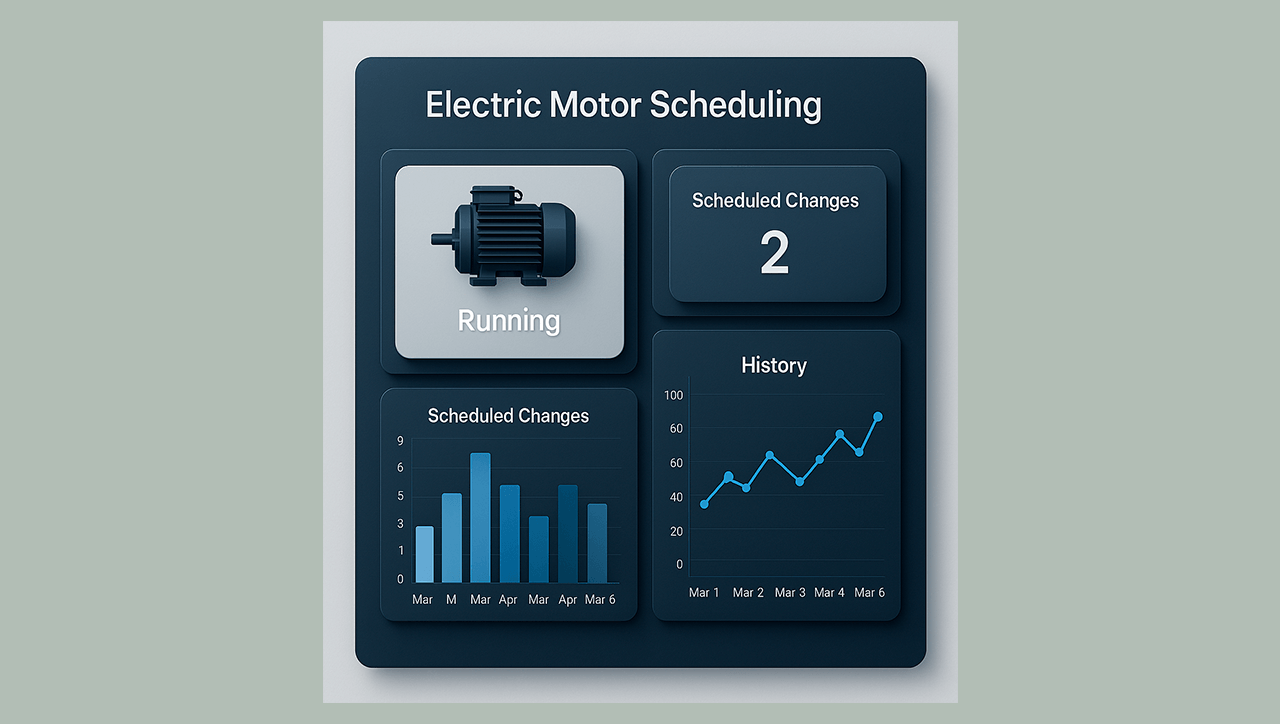 Electric Motor Scheduling
Running
Scheduled Changes
2
Scheduled Changes
9
6
5
3
1
0
Mar M Mar Apr Mar Apr Mar 6
History
100
60
60
40
20
0
Mar 1 Mar 2 Mar 3 Mar 4 Mar 6